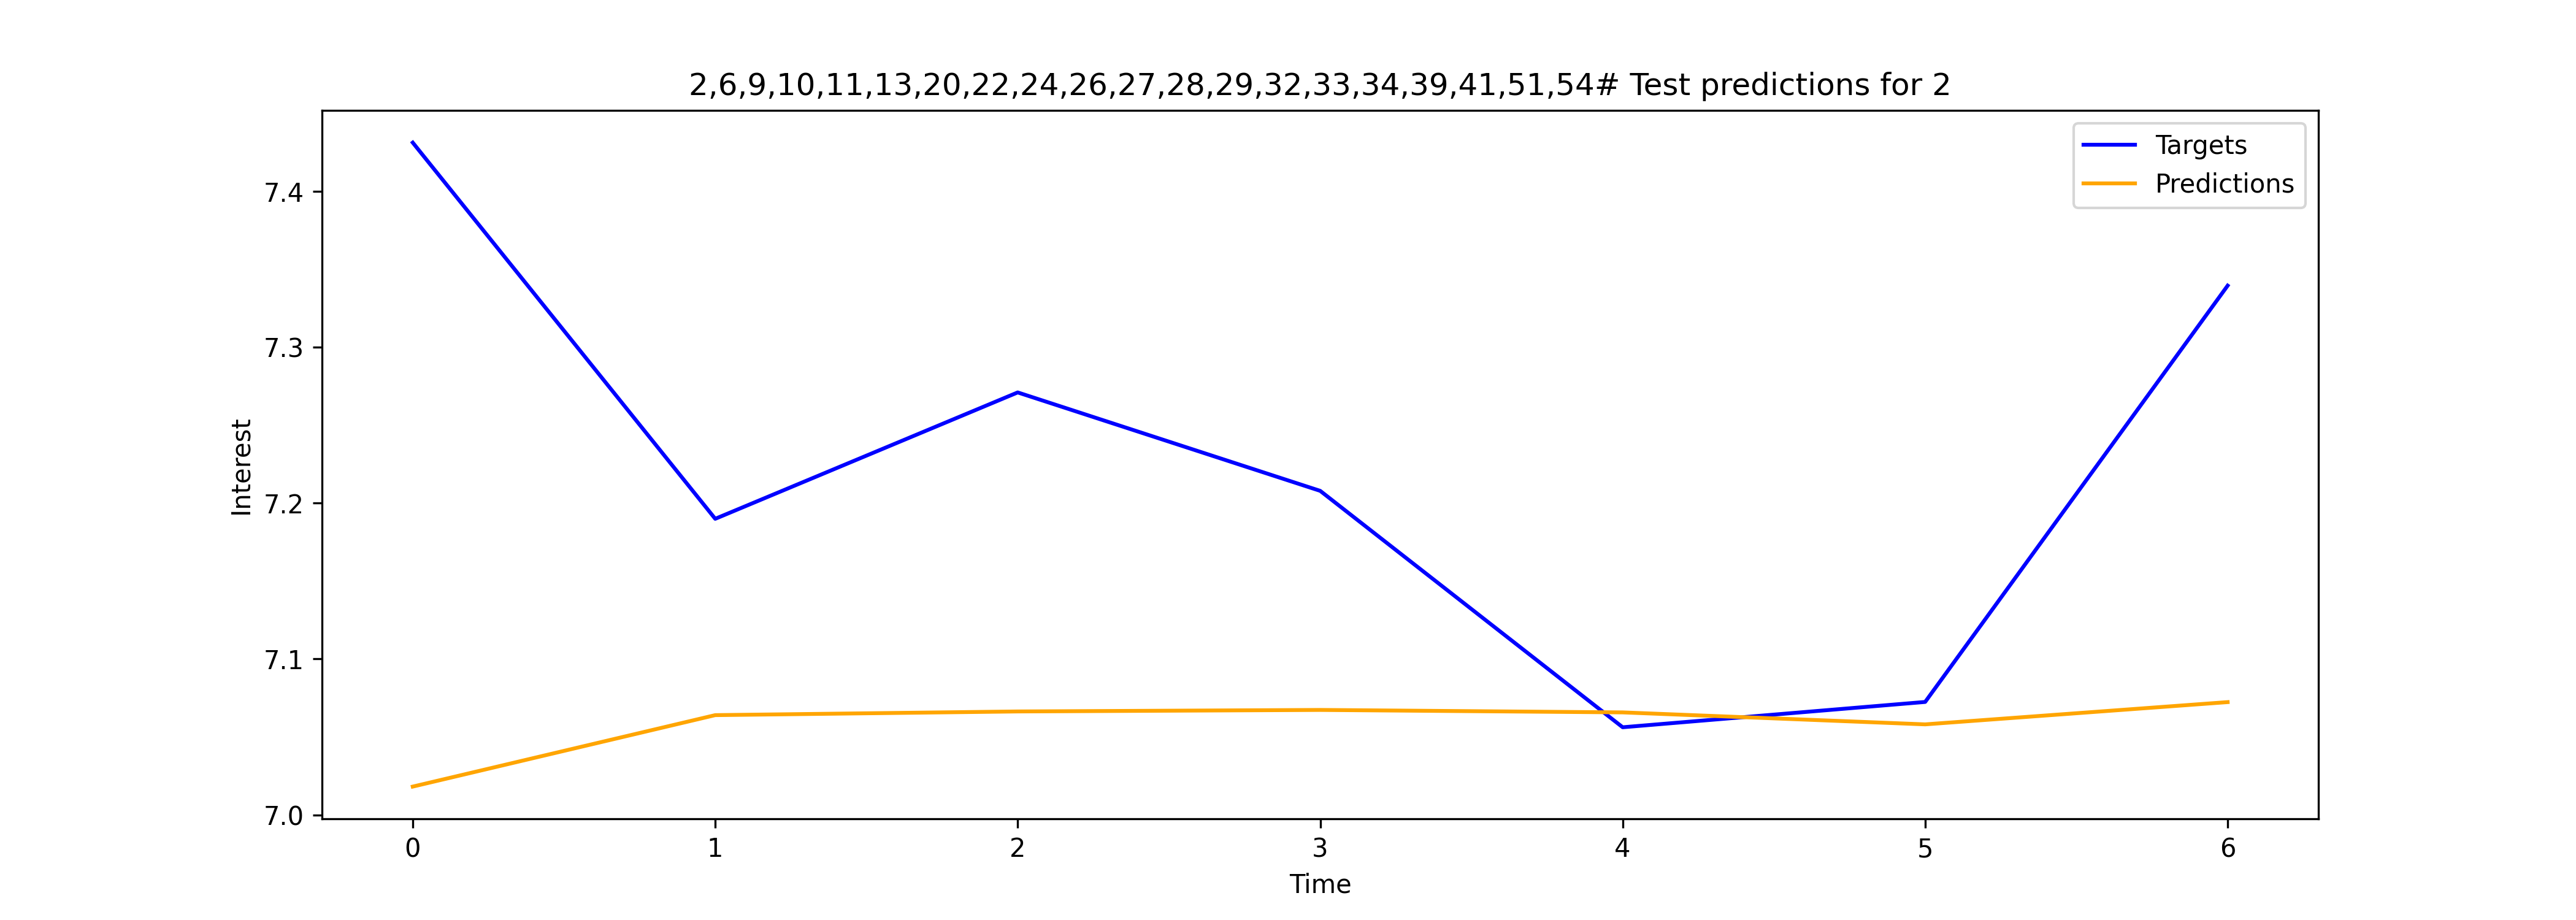 2,6,9,10,11,13,20,22,24,26,27,28,29,32,33,34,39,41,51,54# Test predictions for 2
Targets
Predictions
7.4
7.3
7.2
7.1
7.0
Interest
0 1 2 3 4 5 6
Time